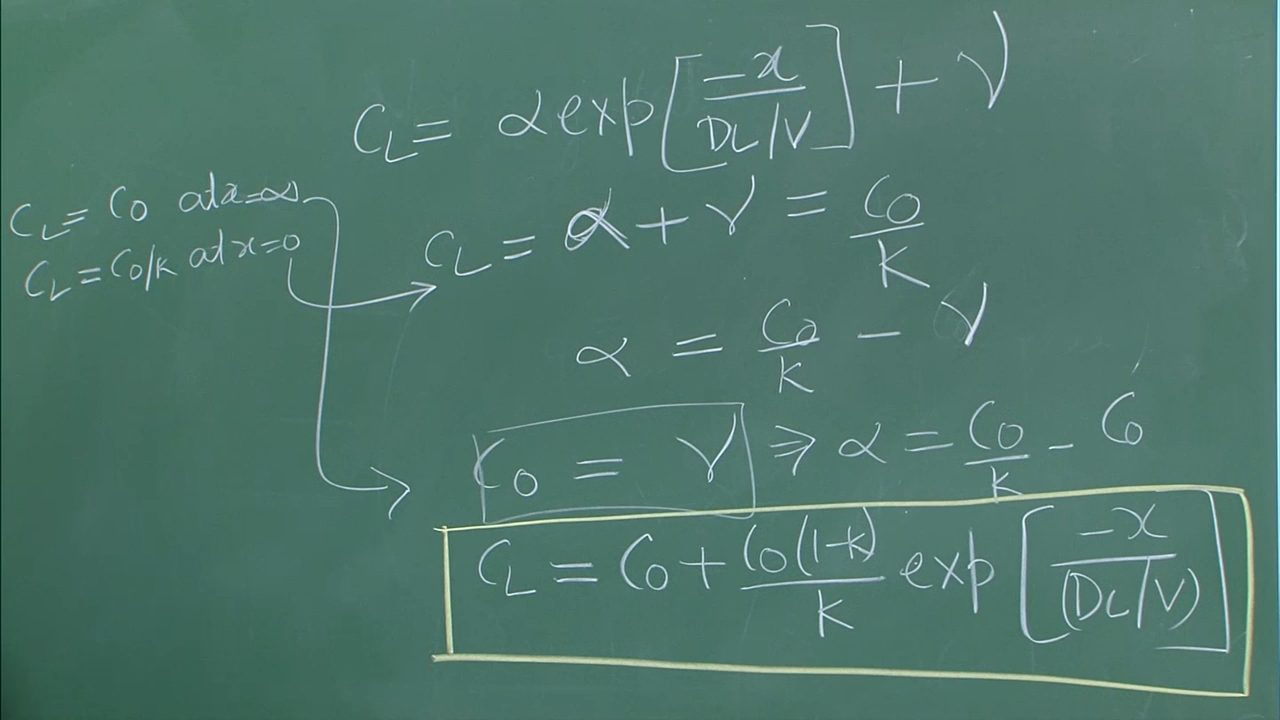 C_L = α exp[-x / (D_L/V)] + γ
C_L = C_0 at x=∞
C_L = C_0/K at x=0
C_L = α + γ = C_0/K
α = C_0/K - γ
C_0 = γ ⇒ α = C_0/K - C_0
C_L = C_0 + C_0(1-K)/K exp[-x / (D_L/V)]